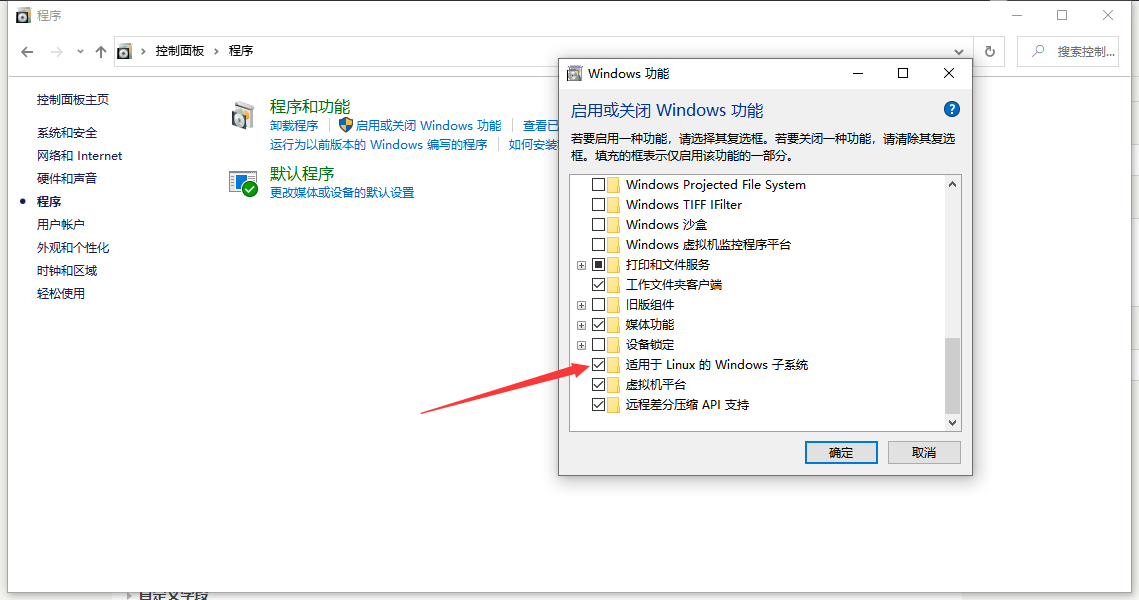 程序
控制面板 程序
搜索控制...
控制面板主页
系统和安全
网络和 Internet
硬件和声音
程序
用户帐户
外观和个性化
时钟和区域
轻松使用
程序和功能
卸载程序 启用或关闭 Windows 功能 查看已
运行为以前版本的 Windows 编写的程序 如何安装
默认程序
更改媒体或设备的默认设置
Windows 功能
启用或关闭 Windows 功能
若要启用一种功能，请选择其复选框。若要关闭一种功能，请清除其复选
框。填充的框表示仅启用该功能的一部分。
Windows Projected File System
Windows TIFF IFilter
Windows 沙盒
Windows 虚拟机监控程序平台
打印和文件服务
工作文件夹客户端
旧版组件
媒体功能
设备锁定
适用于 Linux 的 Windows 子系统
虚拟机平台
远程差分压缩 API 支持
确定 取消
自定义字段